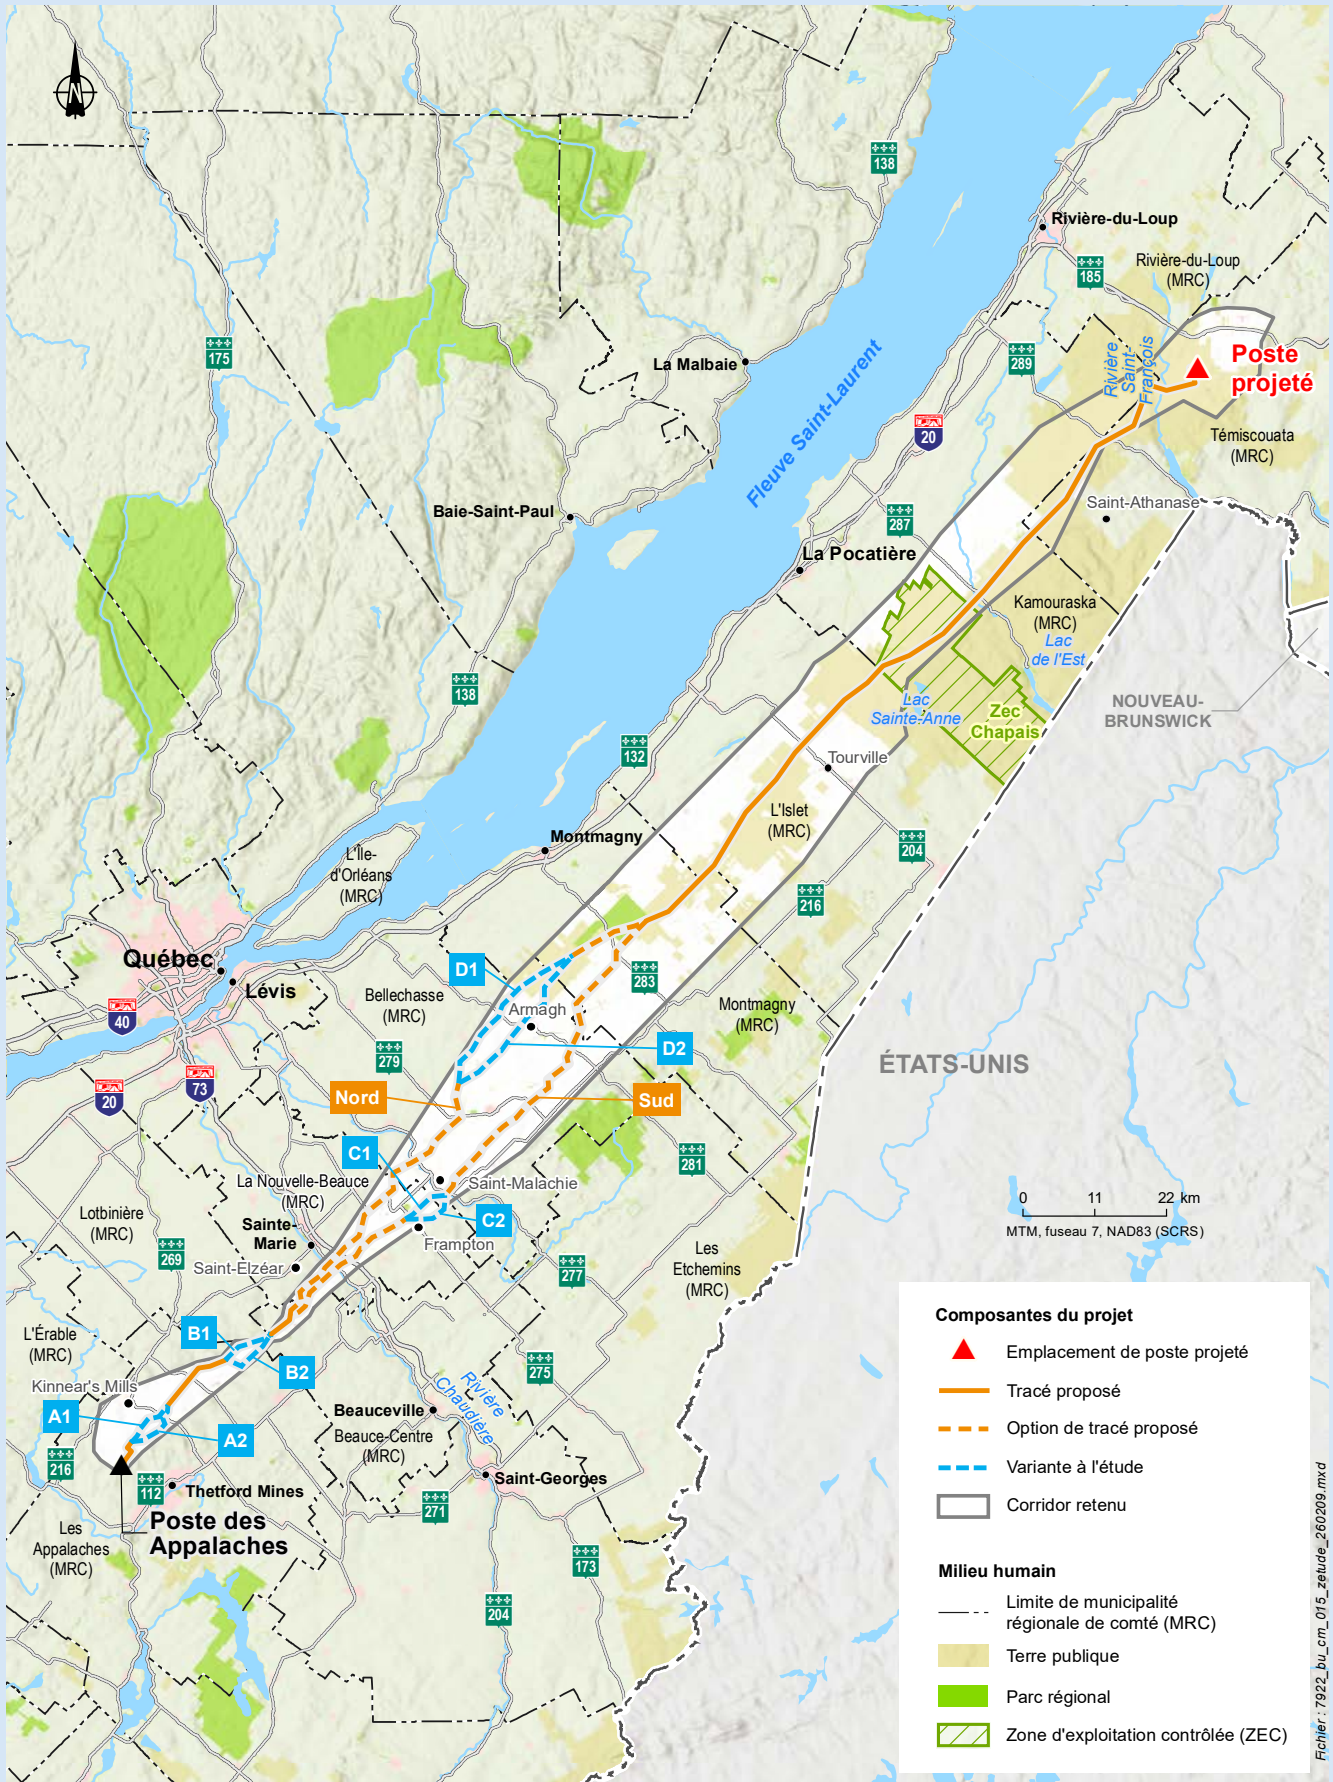 N
138
Rivière-du-Loup
185
Rivière-du-Loup
(MRC)
175
La Malbaie
289
Rivière
Saint-
François
Poste
projeté
Fleuve Saint-Laurent
20
Témiscouata
(MRC)
Baie-Saint-Paul
287
Saint-Athanase
La Pocatière
Kamouraska
(MRC)
Lac
de l'Est
138
Lac
Sainte-Anne
Zec
Chapais
NOUVEAU-
BRUNSWICK
132
Tourville
L'Islet
(MRC)
Montmagny
204
L'Île-
d'Orléans
(MRC)
216
Québec
Lévis
D1
283
Bellechasse
(MRC)
Armagh
Montmagny
(MRC)
40
279
D2
ÉTATS-UNIS
20
73
Nord
Sud
C1
281
La Nouvelle-Beauce
(MRC)
Saint-Malachie
0 11 22 km
MTM, fuseau 7, NAD83 (SCRS)
Lotbinière
(MRC)
Sainte-
Marie
C2
Frampton
269
Saint-Elzéar
277
Les
Etchemins
(MRC)
L'Érable
(MRC)
B1
B2
275
Kinnear's Mills
Rivière
Chaudière
A1
A2
Beauceville
Beauce-Centre
(MRC)
216
112
Thetford Mines
Saint-Georges
271
Poste des
Appalaches
Les
Appalaches
(MRC)
173
204
Composantes du projet
Emplacement de poste projeté
Tracé proposé
Option de tracé proposé
Variante à l'étude
Corridor retenu
Milieu humain
Limite de municipalité
régionale de comté (MRC)
Terre publique
Parc régional
Zone d'exploitation contrôlée (ZEC)
Fichier : 7922_bu_cm_015_zetude_260209.mxd